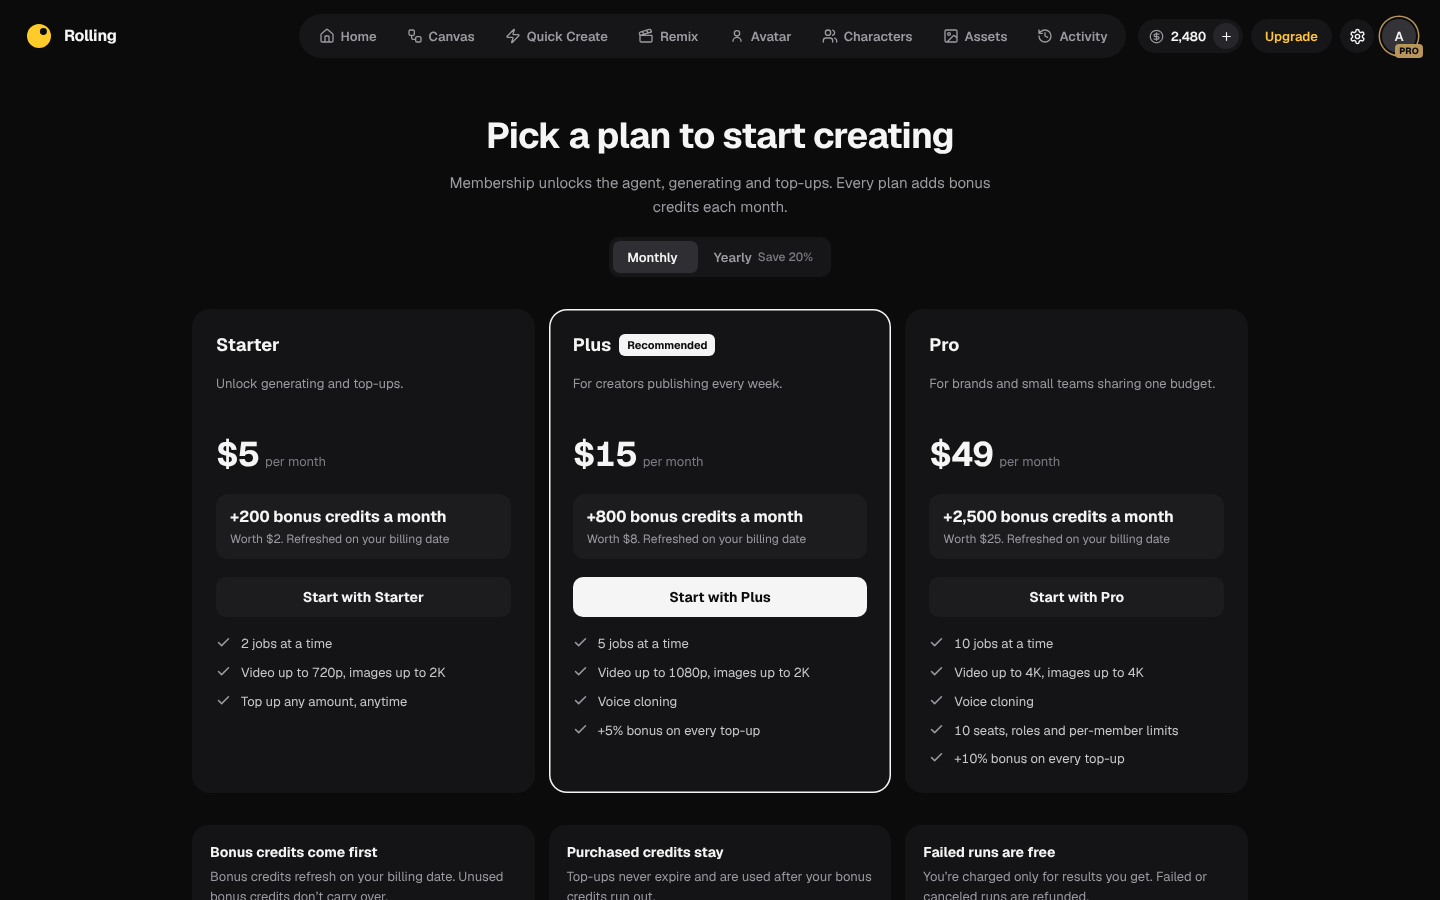 Rolling
Home
Canvas
Quick Create
Remix
Avatar
Characters
Assets
Activity
2,480
Upgrade
A
PRO
Pick a plan to start creating
Membership unlocks the agent, generating and top-ups. Every plan adds bonus
credits each month.
Monthly
Yearly Save 20%
Starter
Unlock generating and top-ups.
$5 per month
+200 bonus credits a month
Worth $2. Refreshed on your billing date
Start with Starter
2 jobs at a time
Video up to 720p, images up to 2K
Top up any amount, anytime
Plus Recommended
For creators publishing every week.
$15 per month
+800 bonus credits a month
Worth $8. Refreshed on your billing date
Start with Plus
5 jobs at a time
Video up to 1080p, images up to 2K
Voice cloning
+5% bonus on every top-up
Pro
For brands and small teams sharing one budget.
$49 per month
+2,500 bonus credits a month
Worth $25. Refreshed on your billing date
Start with Pro
10 jobs at a time
Video up to 4K, images up to 4K
Voice cloning
10 seats, roles and per-member limits
+10% bonus on every top-up
Bonus credits come first
Bonus credits refresh on your billing date. Unused
bonus credits don't carry over.
Purchased credits stay
Top-ups never expire and are used after your bonus
credits run out.
Failed runs are free
You're charged only for results you get. Failed or
canceled runs are refunded.